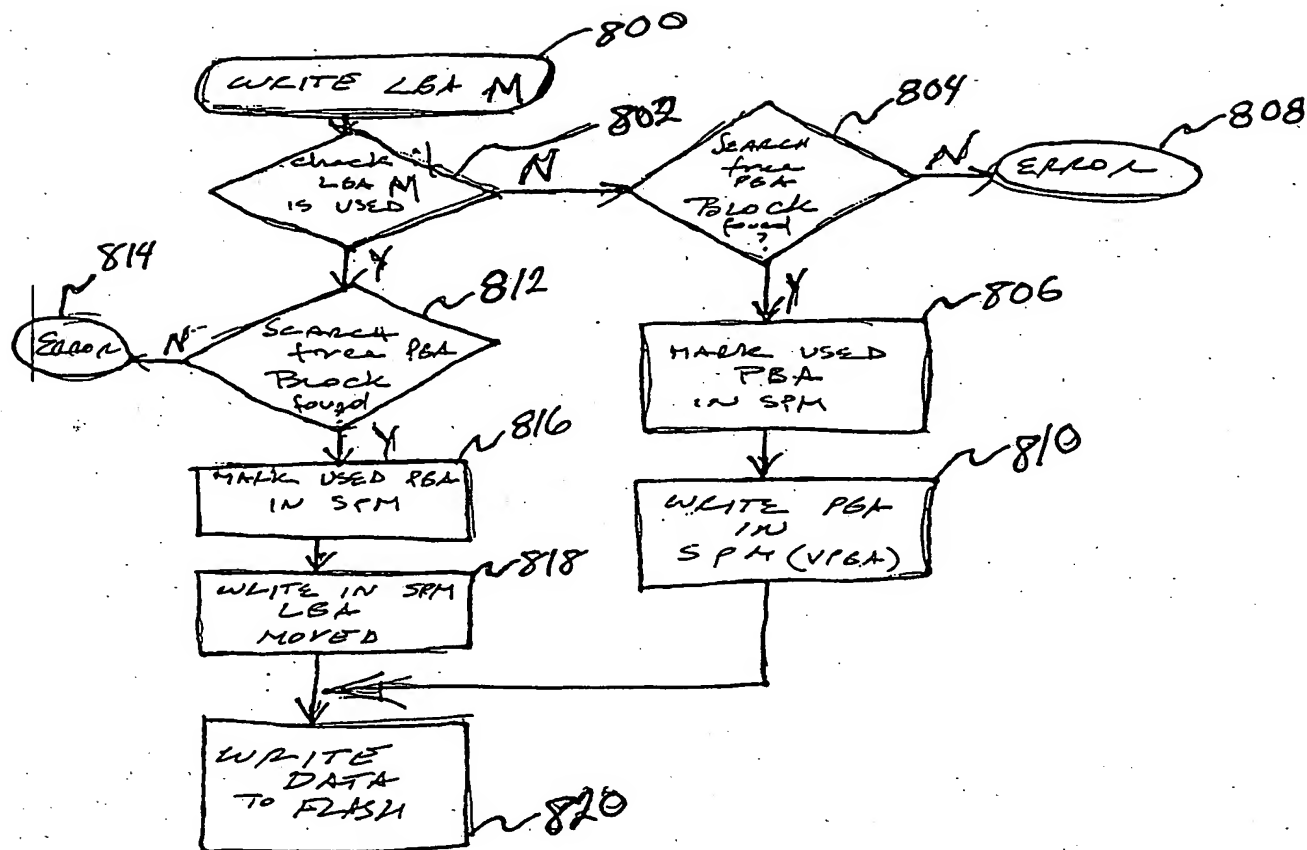 800
WRITE LBA M
802
Check
LBA M
IS USED
N
804
SEARCH
free
PBA
BLOCK
found
?
N
808
ERROR
Y
806
MARK USED
PBA
IN SPM
810
WRITE PBA
IN
SPM (VPBA)
Y
812
SEARCH
free PBA
BLOCK
found
?
N
814
ERROR
Y
816
MARK USED PBA
IN SPM
818
WRITE IN SPM
LBA
MOVED
WRITE
DATA
TO FLASH
820